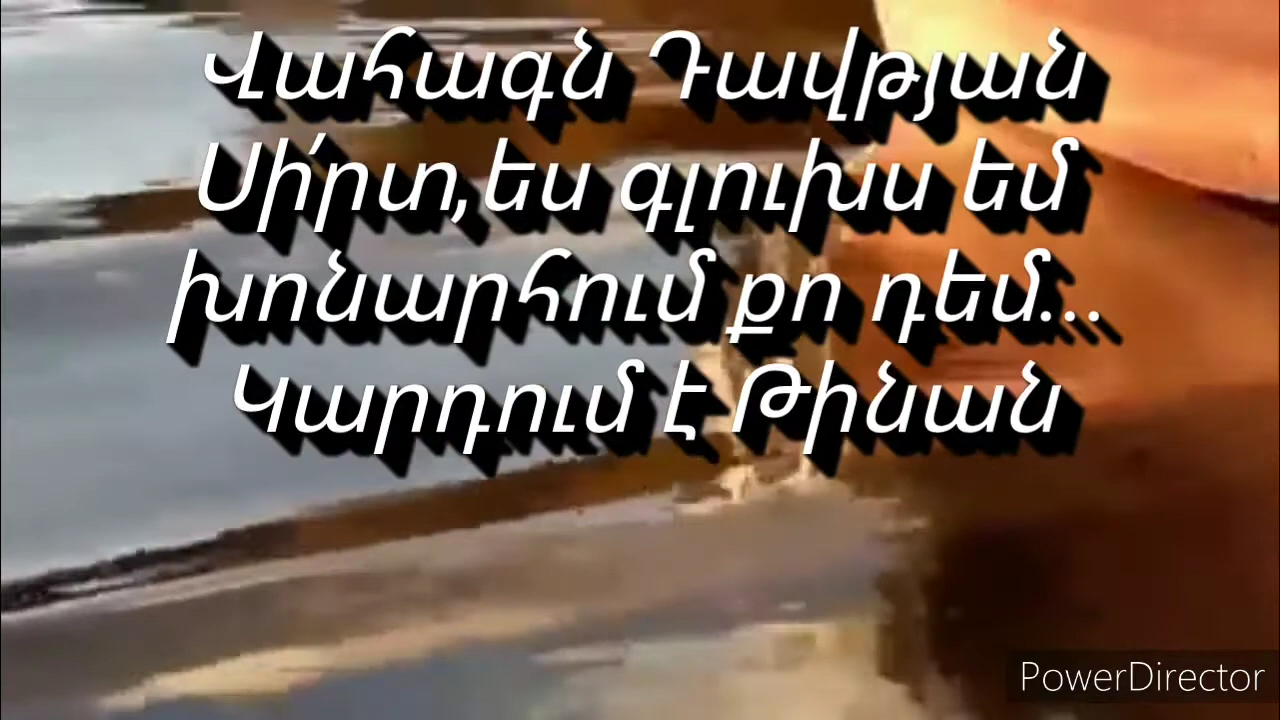 Վահագն Դավթյան
Սի՛րտ,ես գլուխս եմ
խոնարհում քո դեմ...
Կարդում է Թինան
PowerDirector